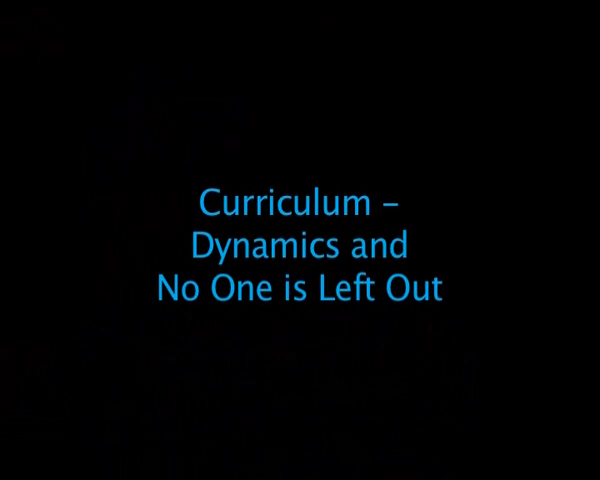 Curriculum –
Dynamics and
No One is Left Out